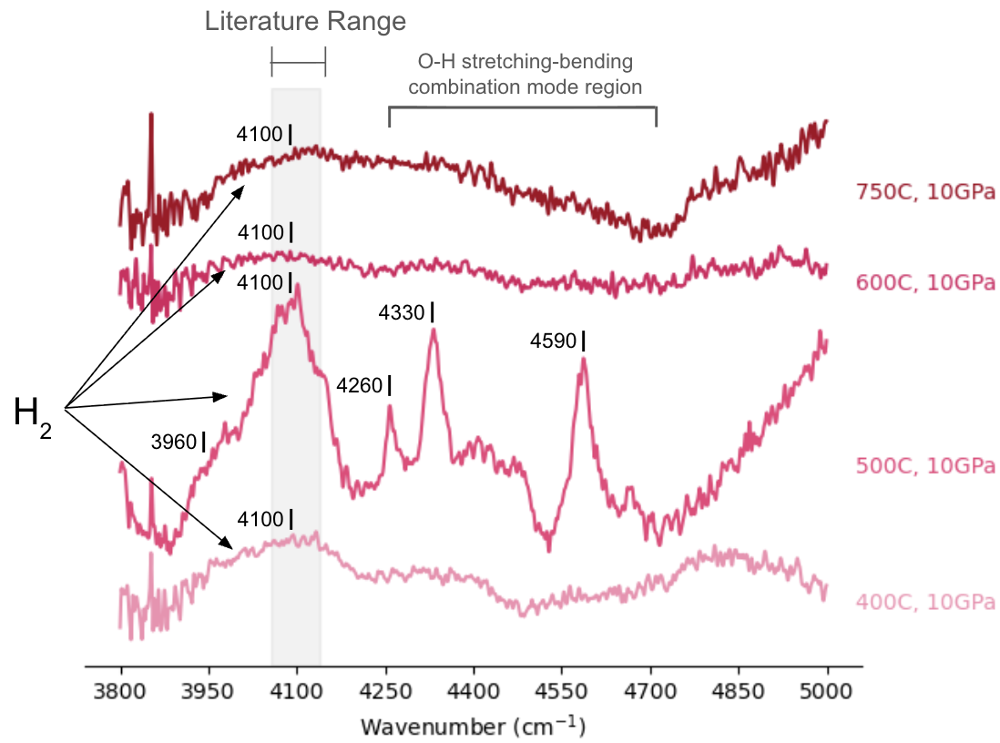 Literature Range
O-H stretching-bending
combination mode region
4100
750C, 10GPa
4100
600C, 10GPa
4100
4330
4590
4260
H₂
3960
500C, 10GPa
4100
400C, 10GPa
3800 3950 4100 4250 4400 4550 4700 4850 5000
Wavenumber (cm⁻¹)